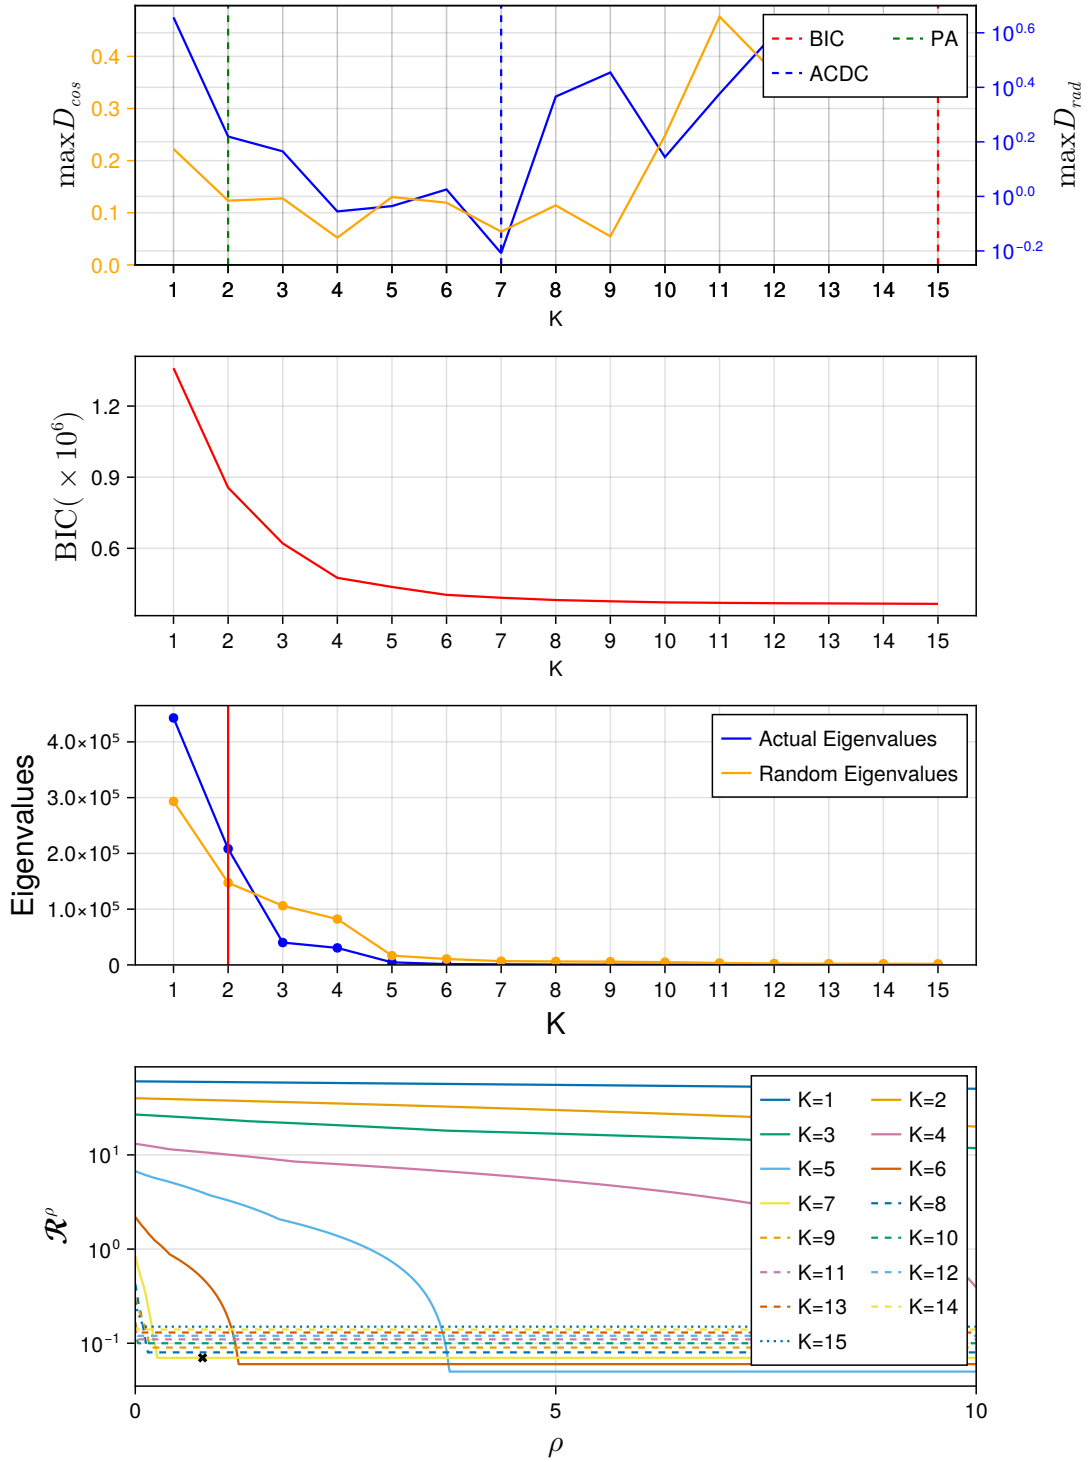 max D_cos
0.4
0.3
0.2
0.1
0.0
BIC
PA
ACDC
10^0.6
10^0.4
10^0.2
10^0.0
10^−0.2
max D_rad
1 2 3 4 5 6 7 8 9 10 11 12 13 14 15
K
BIC( × 10^6)
1.2
0.9
0.6
1 2 3 4 5 6 7 8 9 10 11 12 13 14 15
K
Eigenvalues
4.0×10^5
3.0×10^5
2.0×10^5
1.0×10^5
0
Actual Eigenvalues
Random Eigenvalues
1 2 3 4 5 6 7 8 9 10 11 12 13 14 15
K
ℛ^ρ
10^1
10^0
10^−1
K=1 K=2
K=3 K=4
K=5 K=6
K=7 K=8
K=9 K=10
K=11 K=12
K=13 K=14
K=15
0 5 10
ρ